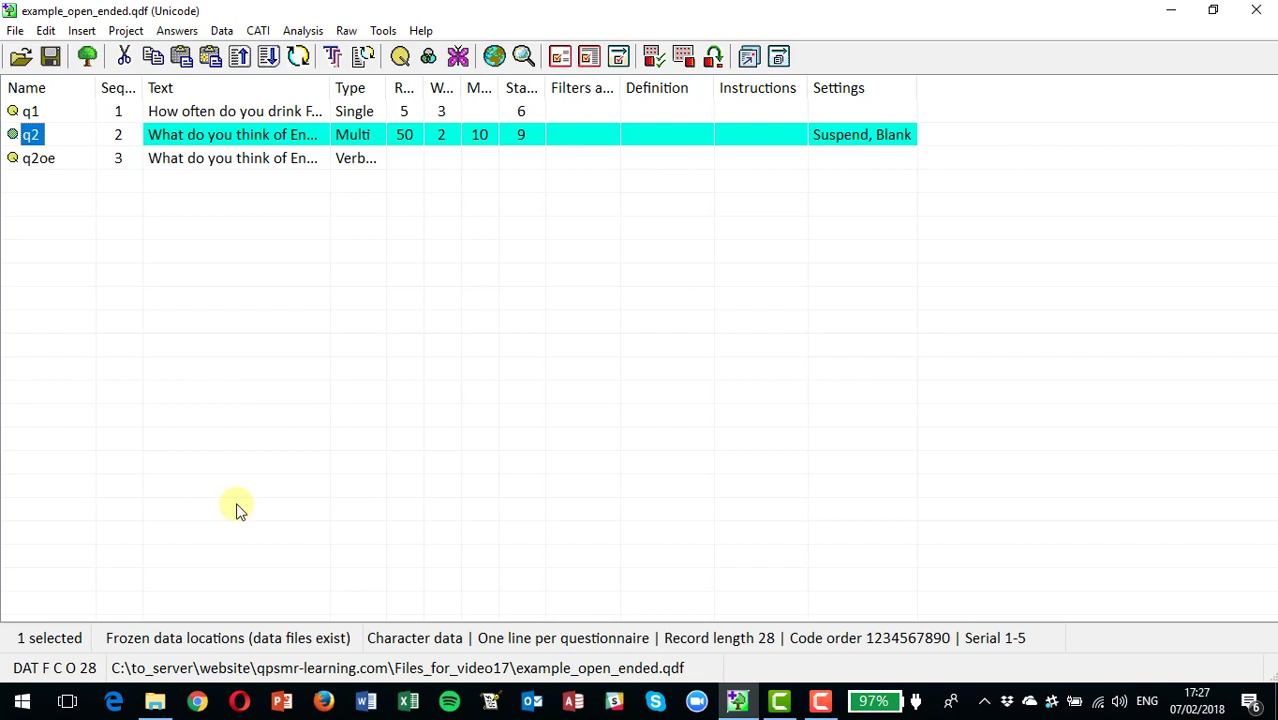 example_open_ended.qdf (Unicode)
File Edit Insert Project Answers Data CATI Analysis Raw Tools Help
Name Seq... Text Type R... W... M... Sta... Filters a... Definition Instructions Settings
q1 1 How often do you drink F... Single 5 3 6
q2 2 What do you think of En... Multi 50 2 10 9 Suspend, Blank
q2oe 3 What do you think of En... Verb...
1 selected Frozen data locations (data files exist) Character data | One line per questionnaire | Record length 28 | Code order 1234567890 | Serial 1-5
DAT F C O 28 C:\to_server\website\qpsmr-learning.com\Files_for_video17\example_open_ended.qdf
97% ENG 17:27
07/02/2018 6